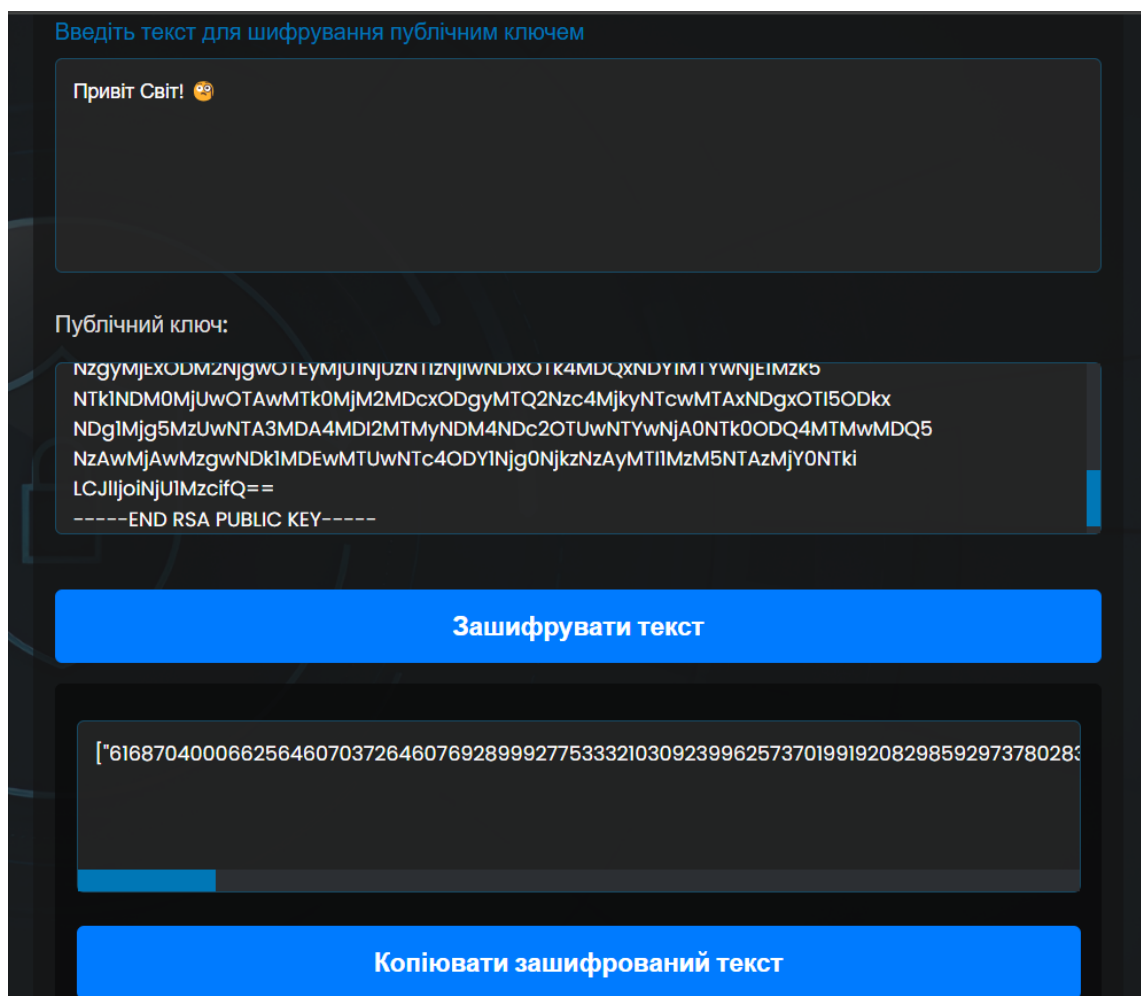 Введіть текст для шифрування публічним ключем
Привіт Світ! 🧐
Публічний ключ:
NTk1NDM0MjUwOTAwMTk0MjM2MDcxODgyMTQ2Nzc4MjkyNTcwMTAxNDgxOTI5ODkx
NDg1Mjg5MzUwNTA3MDA4MDI2MTMyNDM4NDc2OTUwNTYwNjA0NTk0ODQ4MTMwMDQ5
NzAwMjAwMzgwNDk1MDEwMTUwNTc4ODY1Njg0NjkzNzAyMTI1MzM5NTAzMjY0NTki
LCJlIjoiNjU1MzcifQ==
-----END RSA PUBLIC KEY-----
Зашифрувати текст
["6168704000662564607037264607692899927753332103092399625737019919208298592973780283
Копіювати зашифрований текст